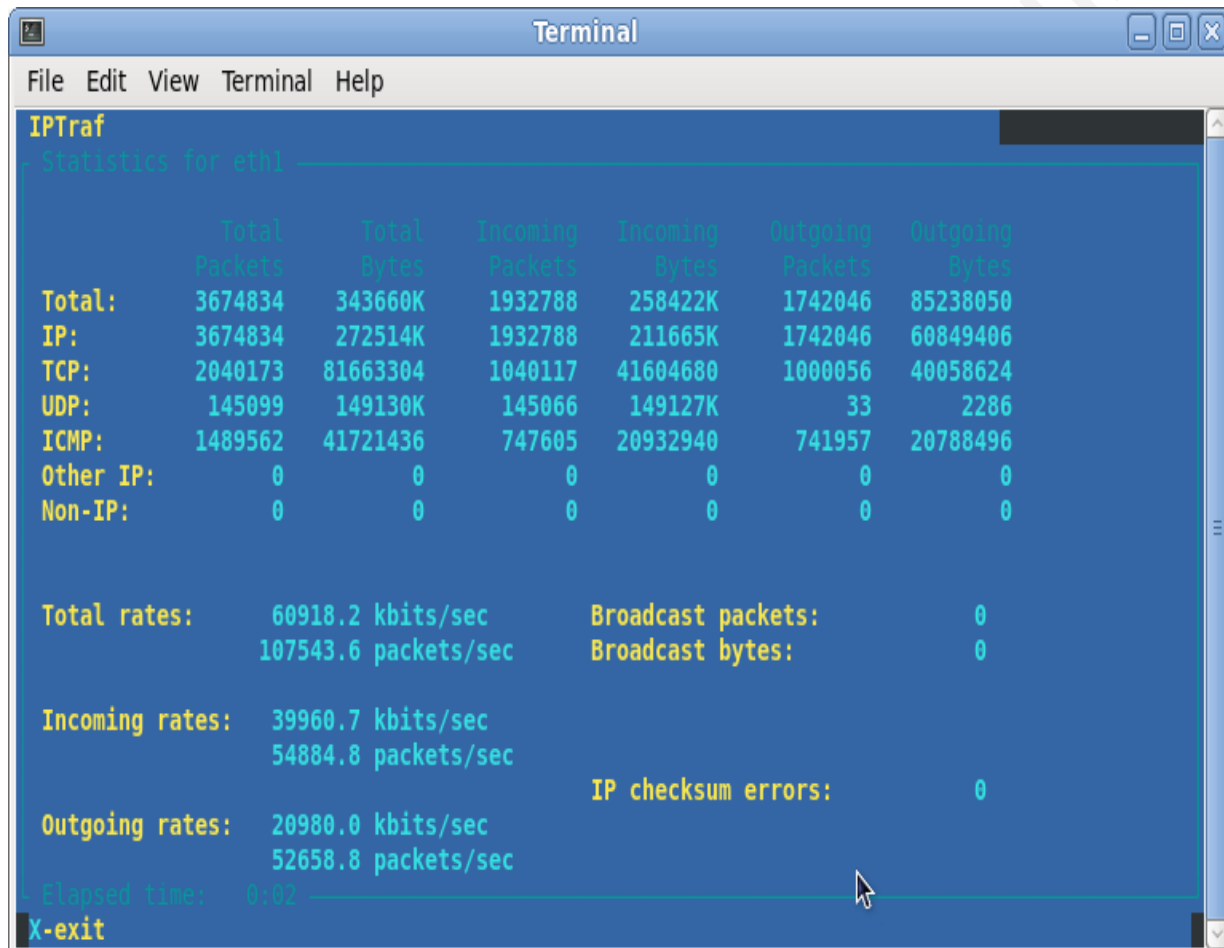 Terminal
File Edit View Terminal Help
IPTraf
Statistics for eth1
Total Total Incoming Incoming Outgoing Outgoing
Packets Bytes Packets Bytes Packets Bytes
Total: 3674834 343660K 1932788 258422K 1742046 85238050
IP: 3674834 272514K 1932788 211665K 1742046 60849406
TCP: 2040173 81663304 1040117 41604680 1000056 40058624
UDP: 145099 149130K 145066 149127K 33 2286
ICMP: 1489562 41721436 747605 20932940 741957 20788496
Other IP: 0 0 0 0 0 0
Non-IP: 0 0 0 0 0 0
Total rates: 60918.2 kbits/sec Broadcast packets: 0
107543.6 packets/sec Broadcast bytes: 0
Incoming rates: 39960.7 kbits/sec
54884.8 packets/sec
IP checksum errors: 0
Outgoing rates: 20980.0 kbits/sec
52658.8 packets/sec
Elapsed time: 0:02
X-exit